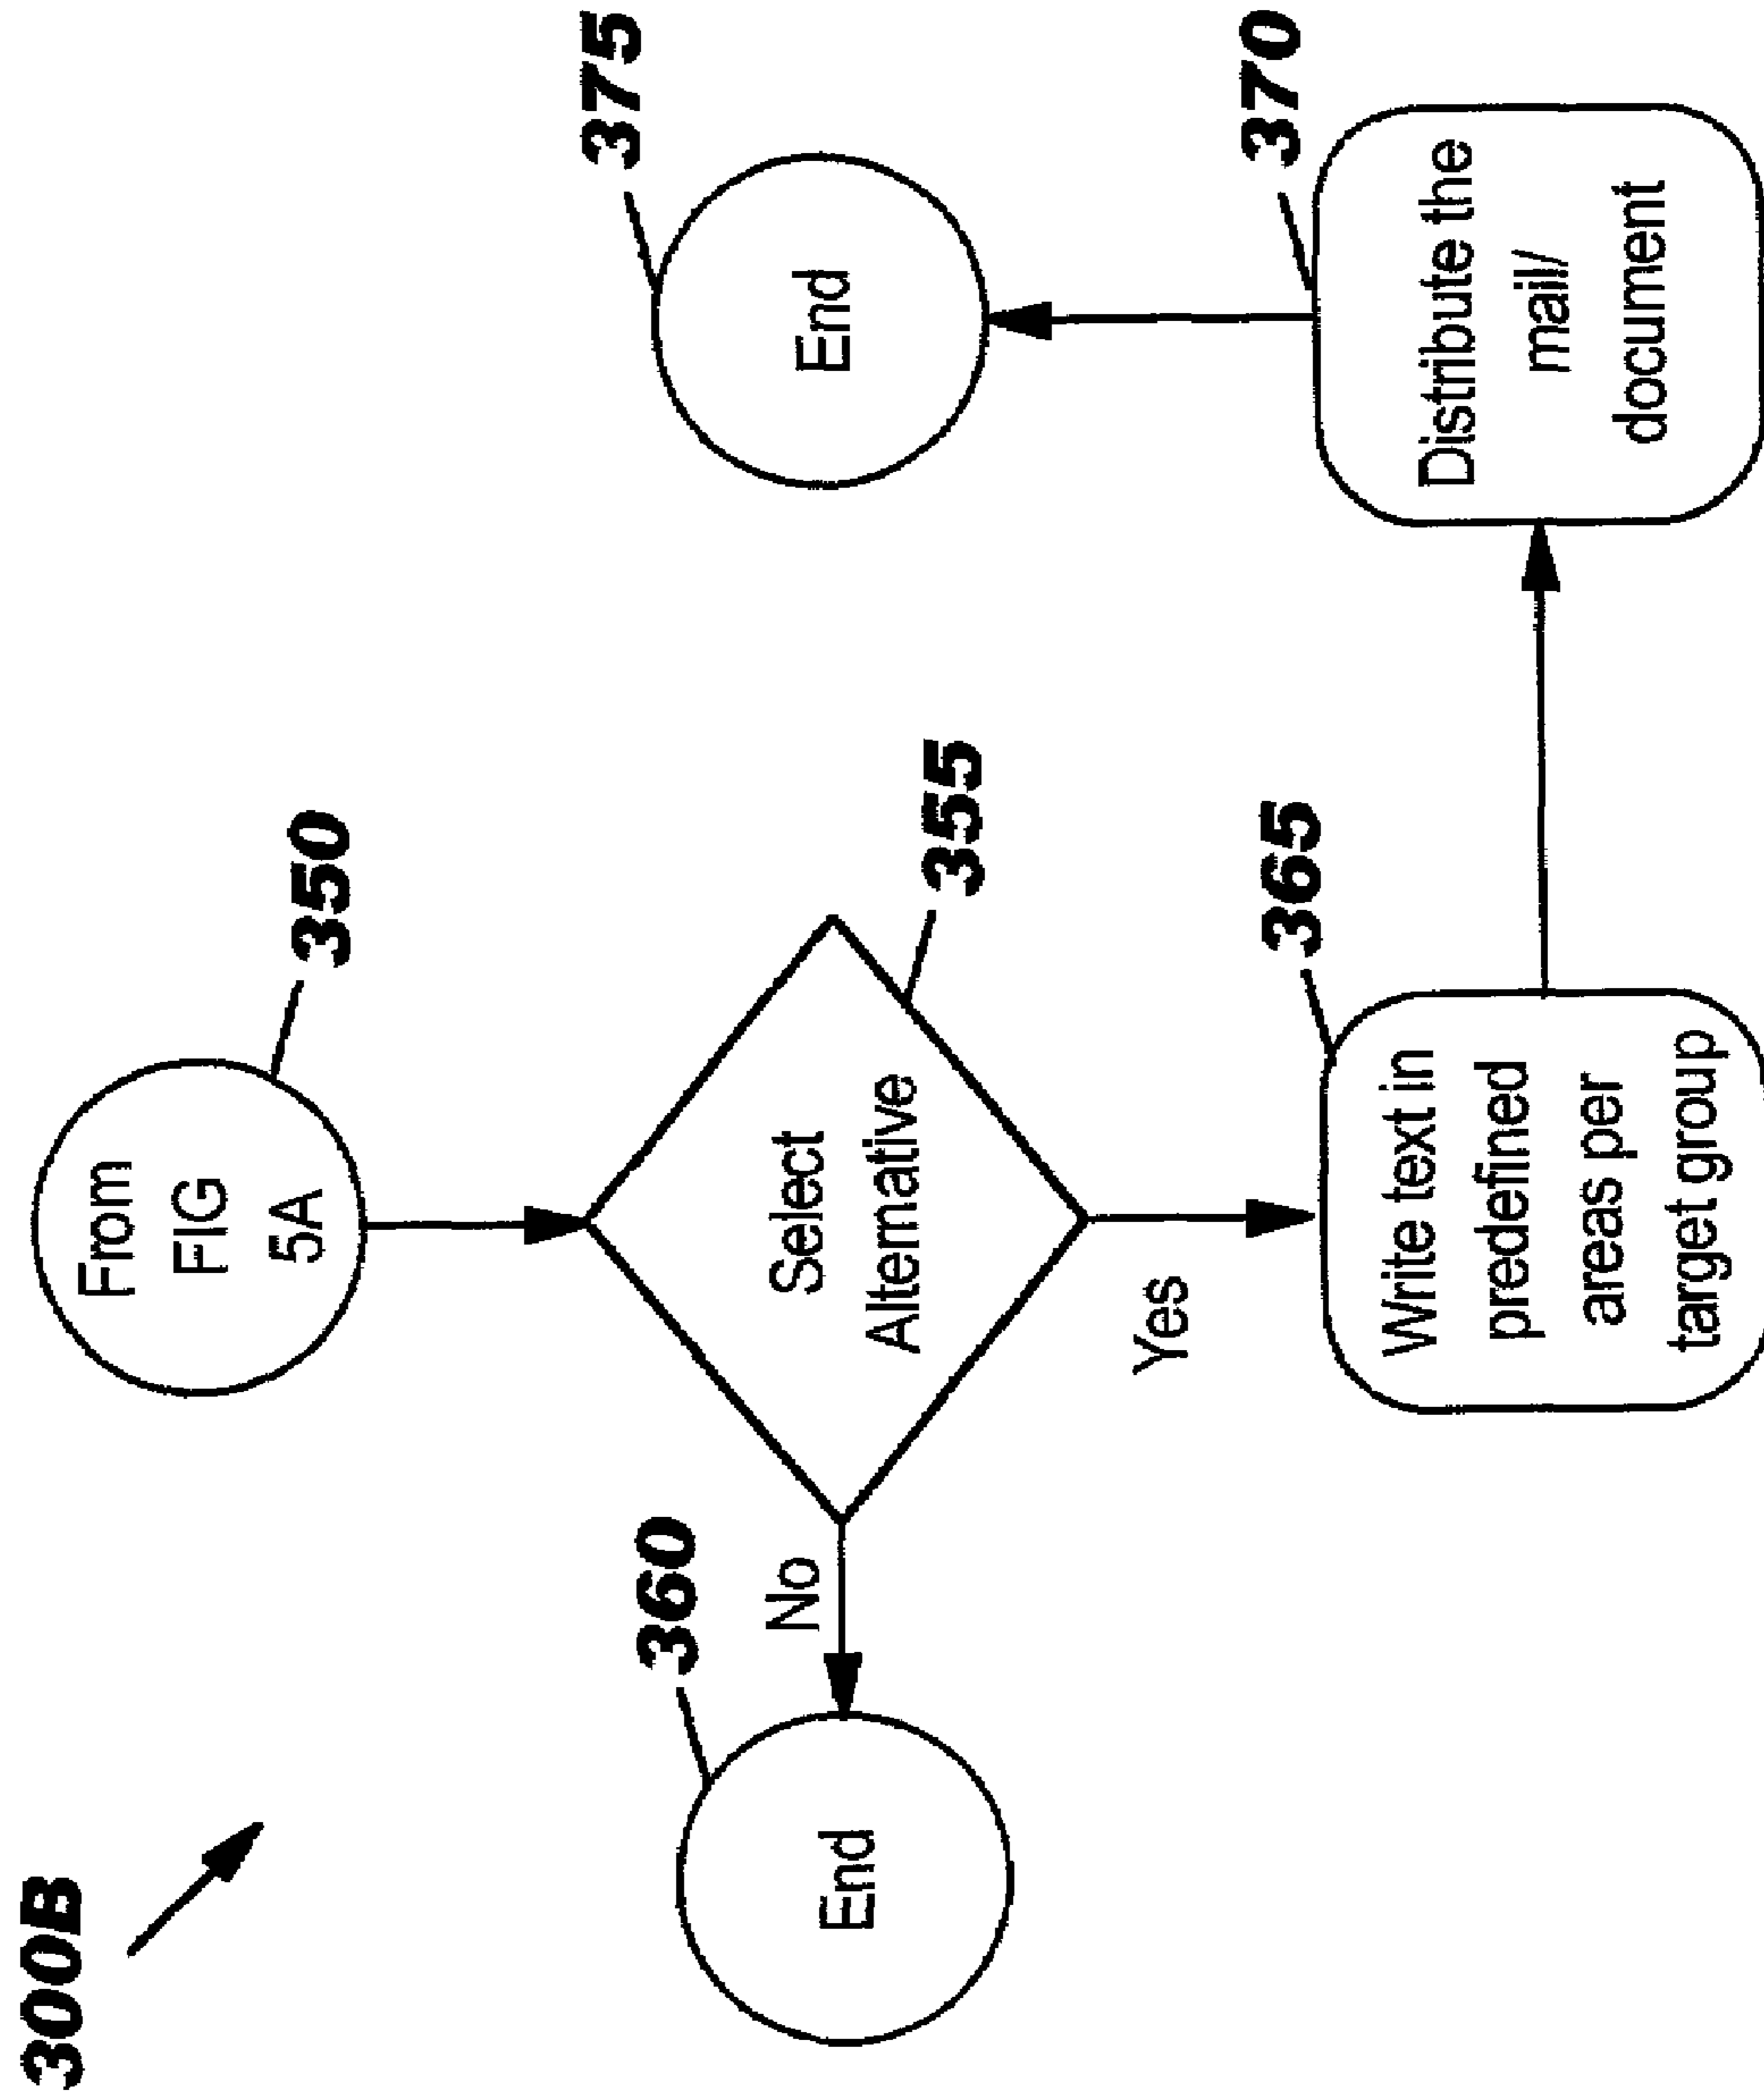 300B
From
FIG
5A
350
Select
Alternative
355
No
360
End
Yes
Write text in
predefined
areas per
target group
365
Distribute the
mail/
document
370
End
375